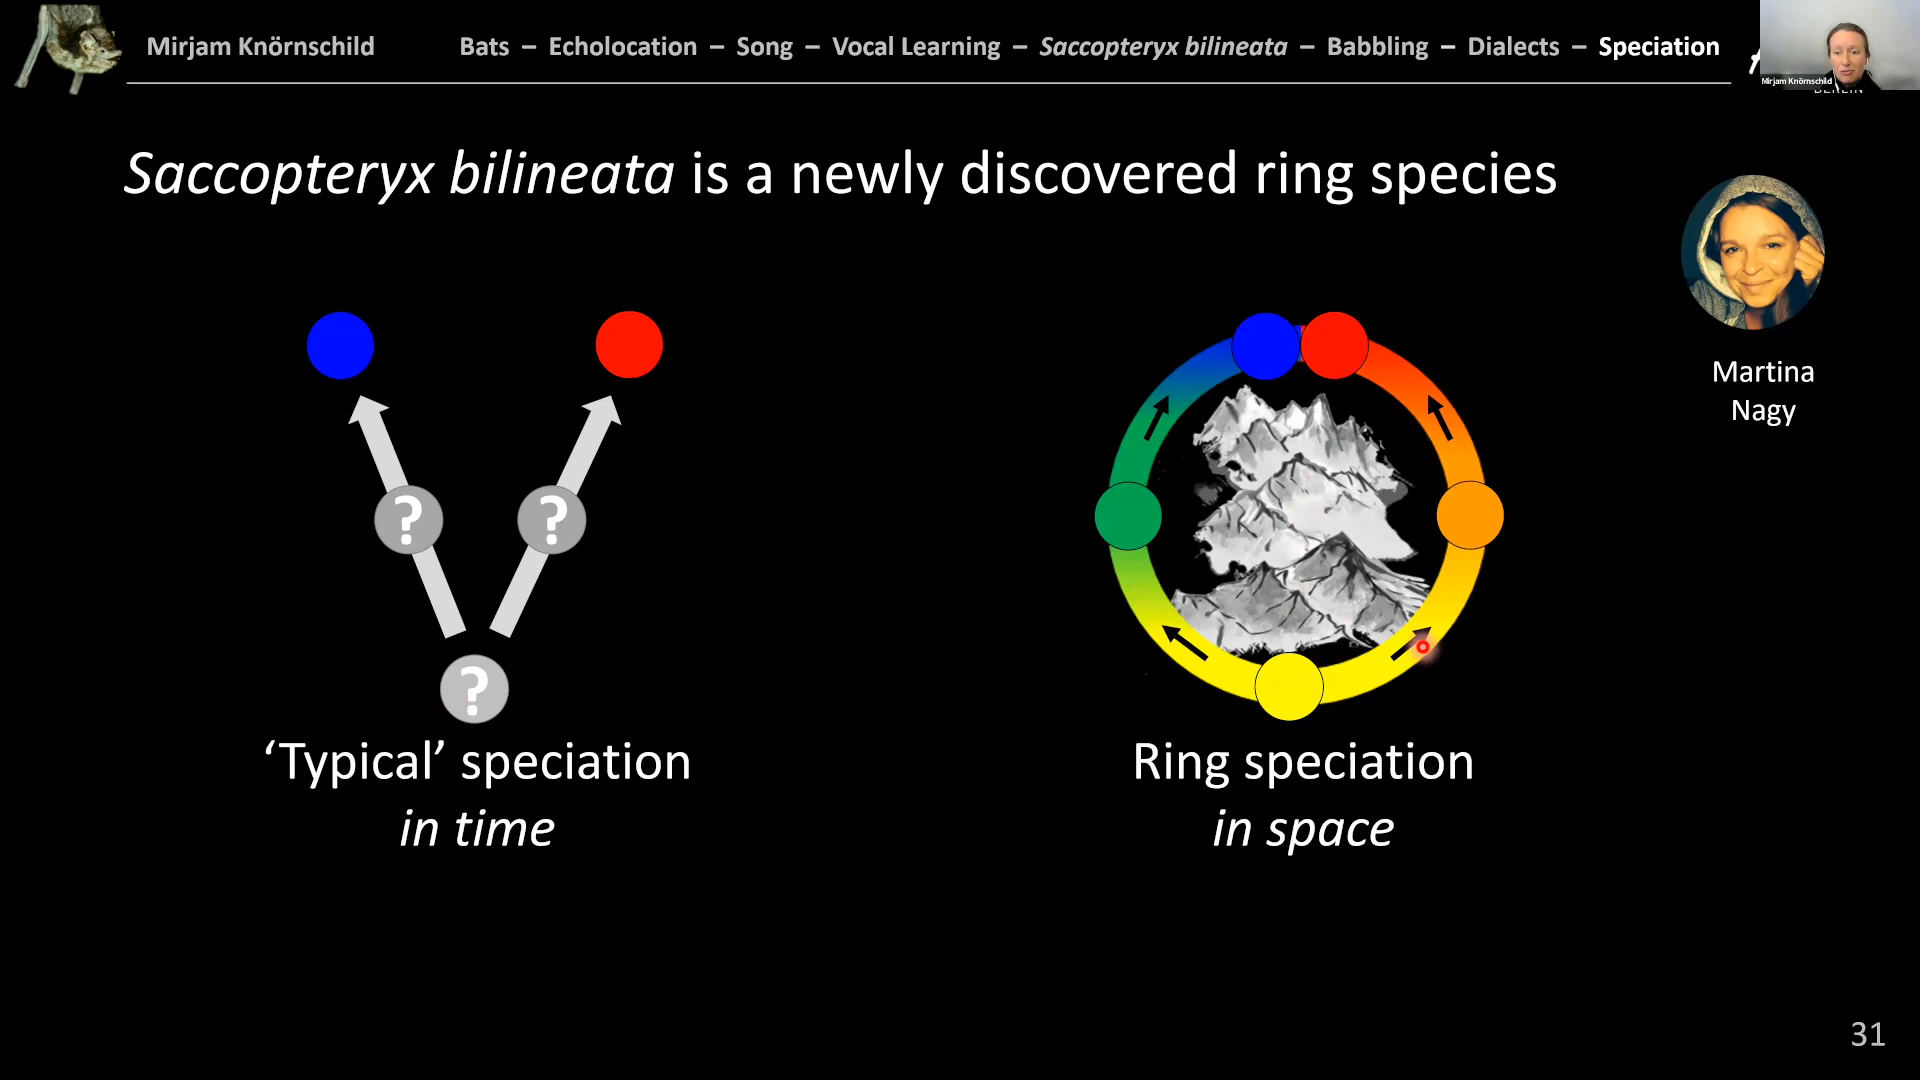 Mirjam Knörnschild
Bats – Echolocation – Song – Vocal Learning – Saccopteryx bilineata – Babbling – Dialects – Speciation
Mirjam Knörnschild
BERLIN
Saccopteryx bilineata is a newly discovered ring species
Martina
Nagy
?
?
?
‘Typical’ speciation
in time
Ring speciation
in space
31